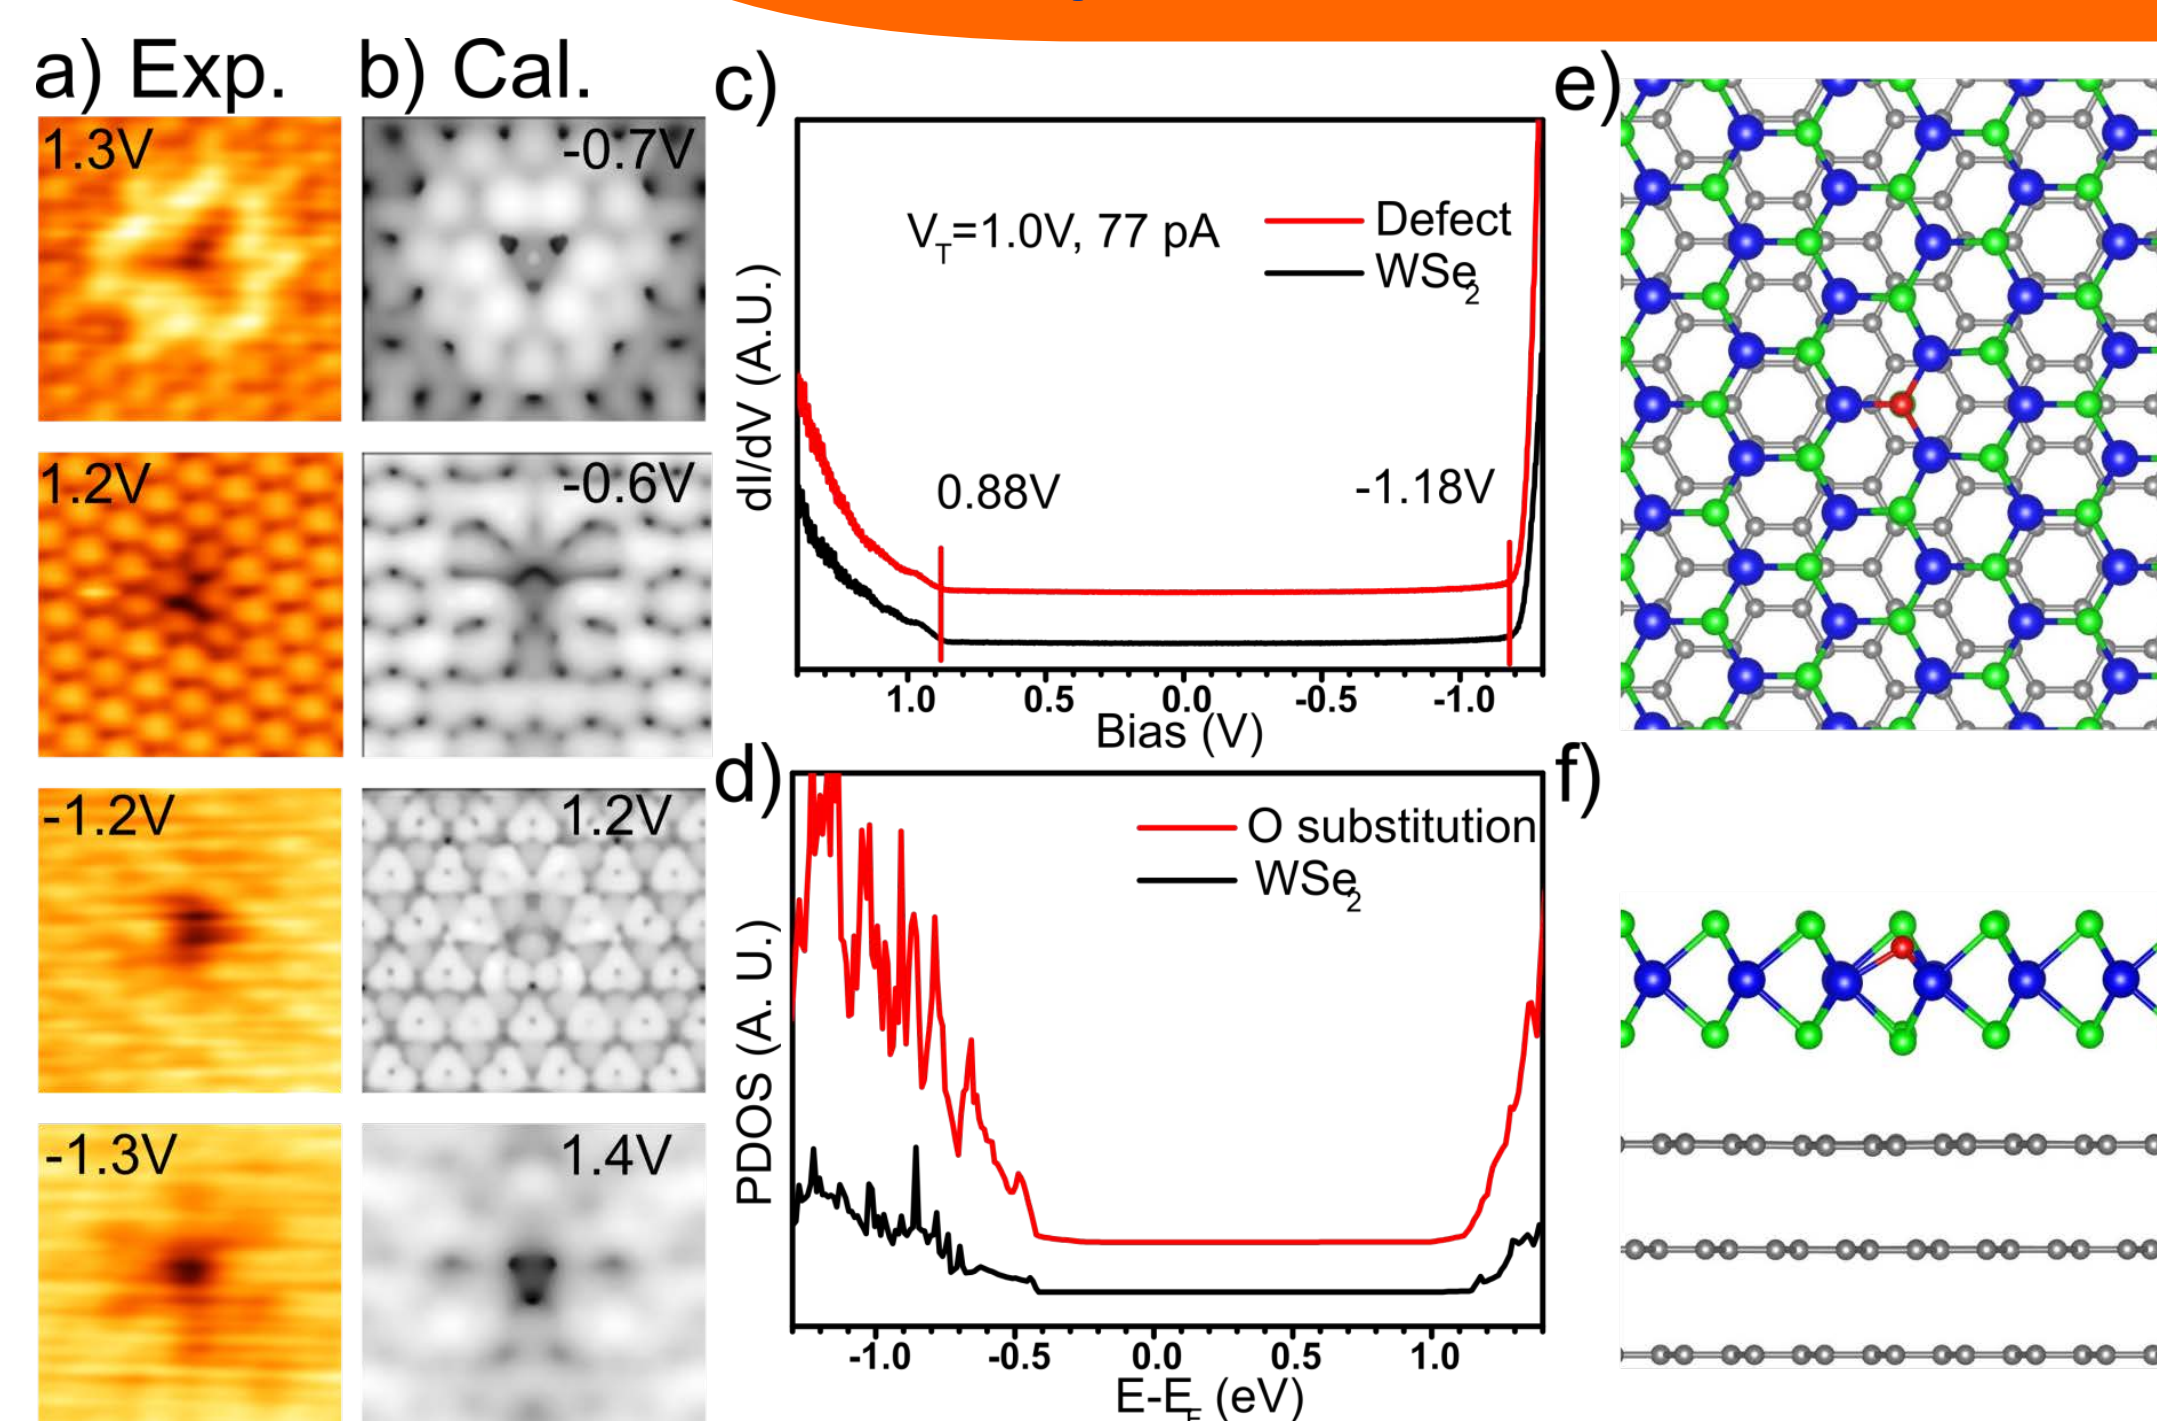 a) Exp.
1.3V
1.2V
-1.2V
-1.3V
b) Cal.
-0.7V
-0.6V
1.2V
1.4V
c)
dI/dV (A.U.)
V_T=1.0V, 77 pA
Defect
WSe2
0.88V
-1.18V
1.0 0.5 0.0 -0.5 -1.0
Bias (V)
d)
PDOS (A. U.)
O substitution
WSe2
-1.0 -0.5 0.0 0.5 1.0
E-E_F (eV)
e)
f)